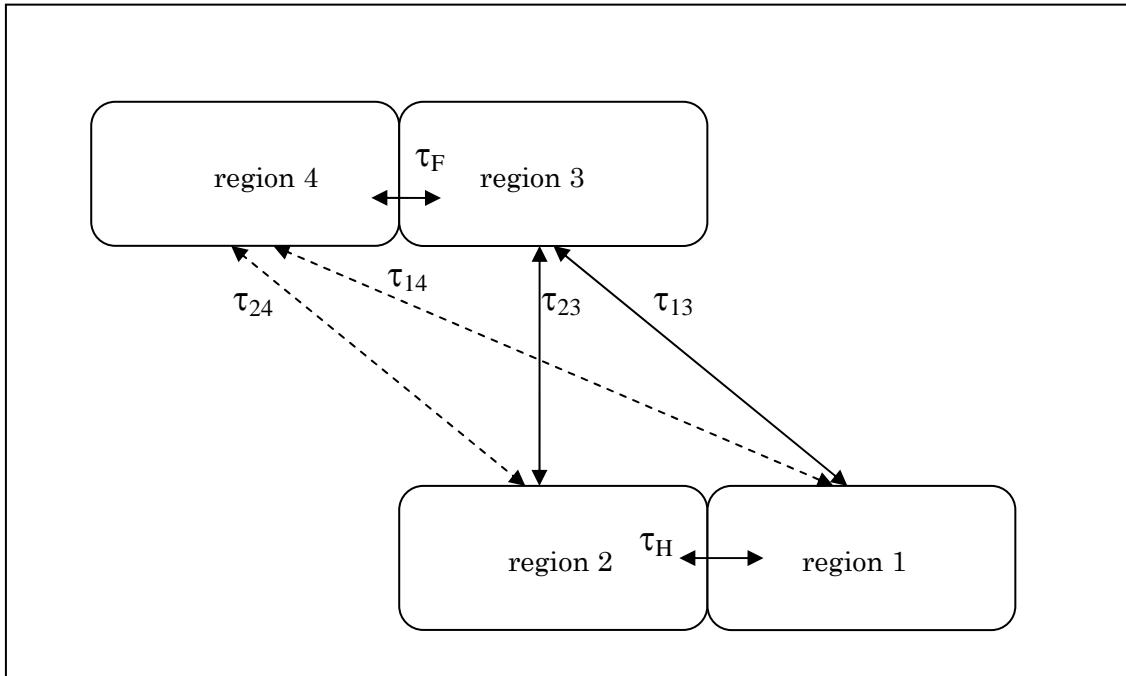 τF
region 4
region 3
τ14
τ24
τ23
τ13
τH
region 2
region 1